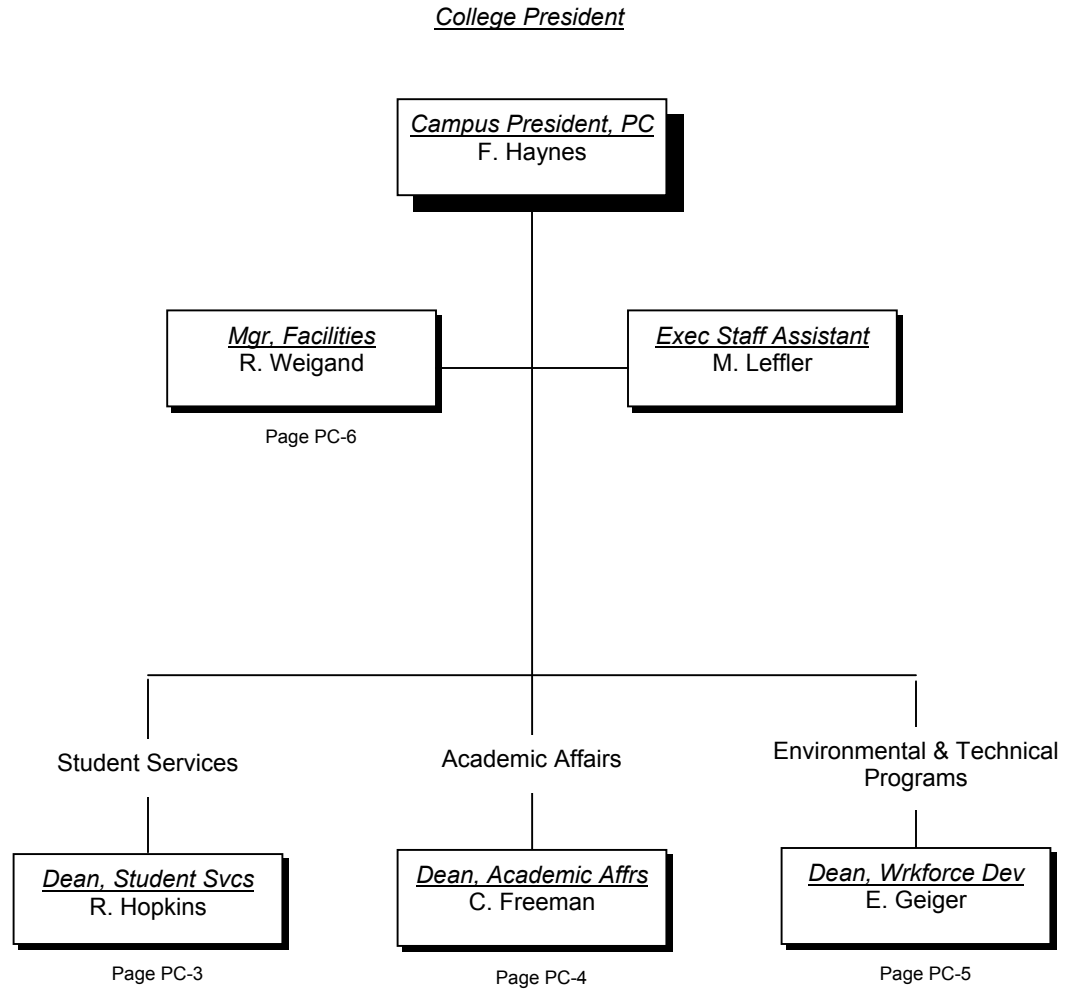 College President
Campus President, PC
F. Haynes
Mgr, Facilities
R. Weigand
Exec Staff Assistant
M. Leffler
Page PC-6
Student Services
Academic Affairs
Environmental & Technical
Programs
Dean, Student Svcs
R. Hopkins
Dean, Academic Affrs
C. Freeman
Dean, Wrkforce Dev
E. Geiger
Page PC-3
Page PC-4
Page PC-5